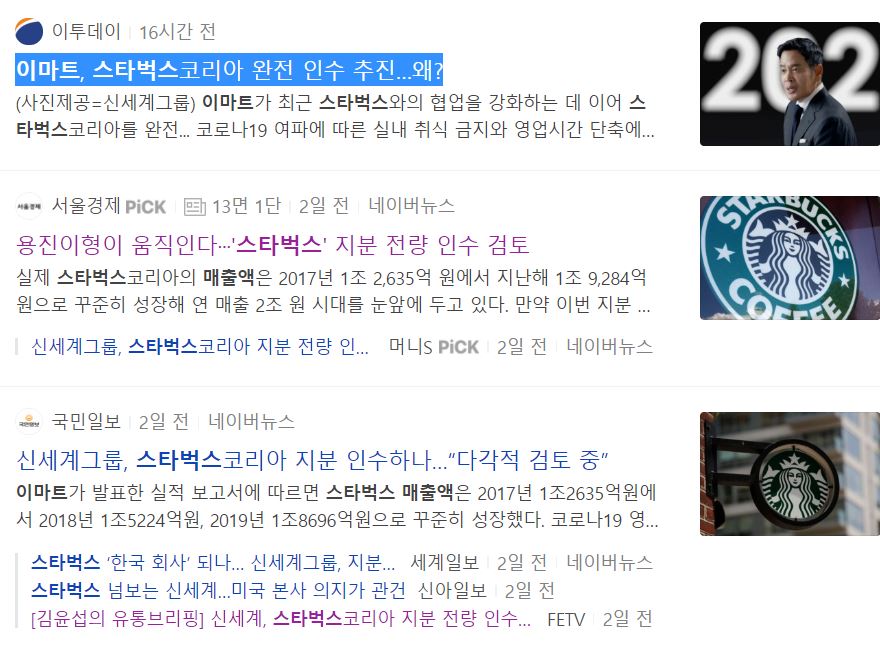 이투데이 16시간 전
이마트, 스타벅스코리아 완전 인수 추진...왜?
(사진제공=신세계그룹) 이마트가 최근 스타벅스와의 협업을 강화하는 데 이어 스
타벅스코리아를 완전... 코로나19 여파에 따른 실내 취식 금지와 영업시간 단축에...
202
서울경제 PiCK 13면 1단 2일 전 네이버뉴스
용진이형이 움직인다…'스타벅스' 지분 전량 인수 검토
실제 스타벅스코리아의 매출액은 2017년 1조 2,635억 원에서 지난해 1조 9,284억
원으로 꾸준히 성장해 연 매출 2조 원 시대를 눈앞에 두고 있다. 만약 이번 지분 ...
신세계그룹, 스타벅스코리아 지분 전량 인... 머니S PiCK 2일 전 네이버뉴스
STARBUCKS
COFFEE
국민일보 2일 전 네이버뉴스
신세계그룹, 스타벅스코리아 지분 인수하나…“다각적 검토 중”
이마트가 발표한 실적 보고서에 따르면 스타벅스 매출액은 2017년 1조2635억원에
서 2018년 1조5224억원, 2019년 1조8696억원으로 꾸준히 성장했다. 코로나19 영...
스타벅스 ‘한국 회사’ 되나… 신세계그룹, 지분... 세계일보 2일 전 네이버뉴스
스타벅스 넘보는 신세계…미국 본사 의지가 관건 신아일보 2일 전
[김윤섭의 유통브리핑] 신세계, 스타벅스코리아 지분 전량 인수... FETV 2일 전